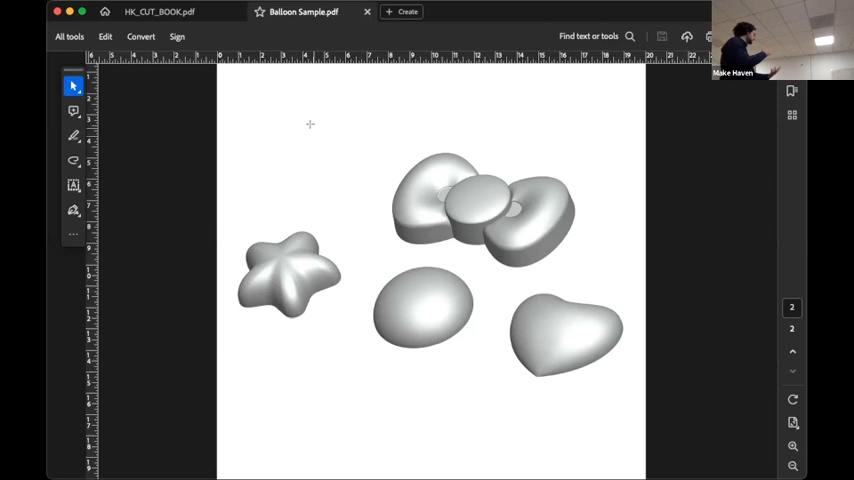 HK_CUT_BOOK.pdf
Balloon Sample.pdf
Create
All tools
Edit
Convert
Sign
Find text or tools
Make Haven
2
2